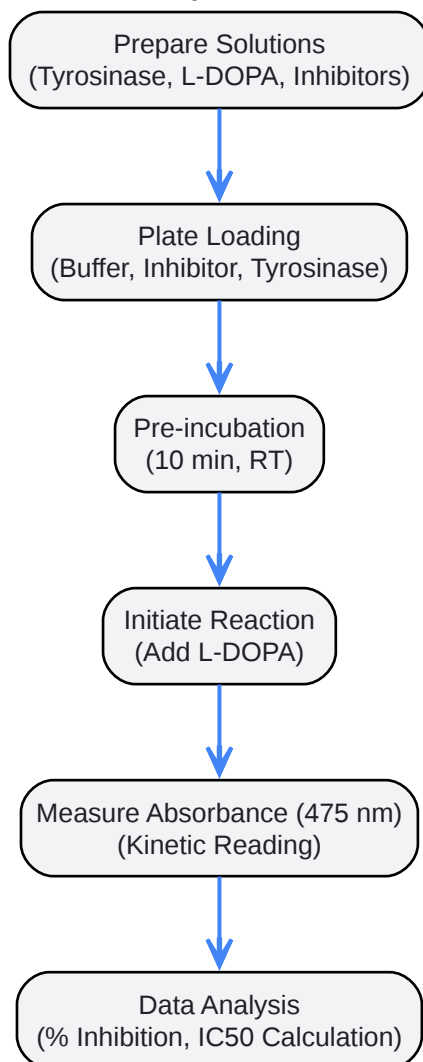 Prepare Solutions
(Tyrosinase, L-DOPA, Inhibitors)
Plate Loading
(Buffer, Inhibitor, Tyrosinase)
Pre-incubation
(10 min, RT)
Initiate Reaction
(Add L-DOPA)
Measure Absorbance (475 nm)
(Kinetic Reading)
Data Analysis
(% Inhibition, IC50 Calculation)